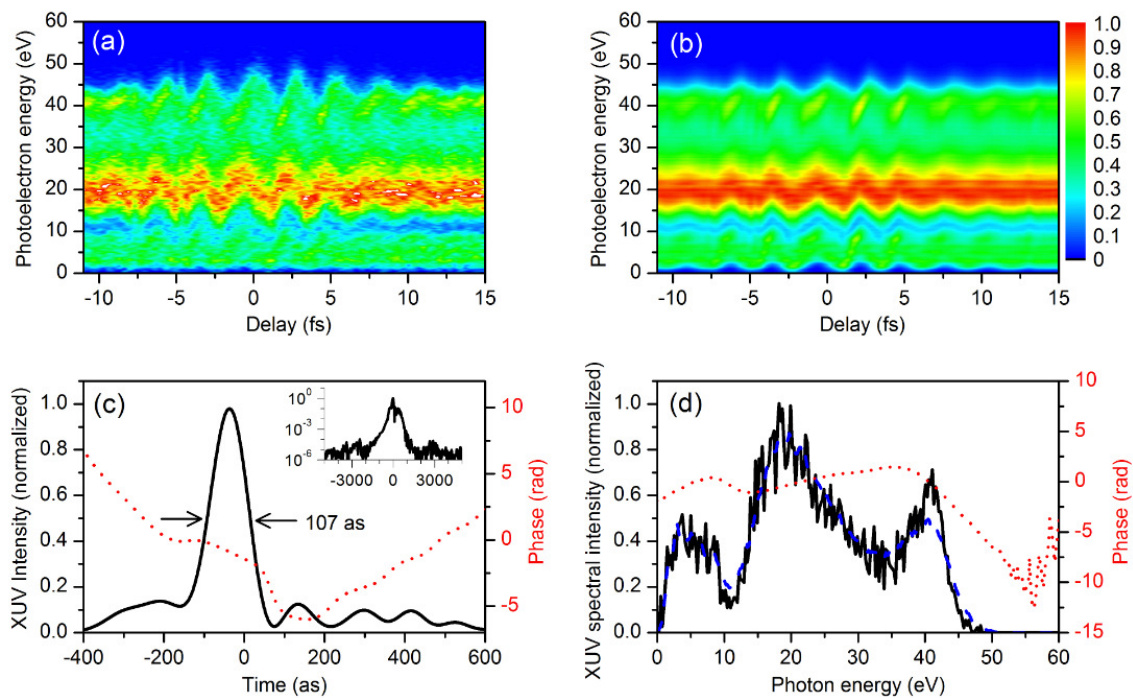 (a)
Photoelectron energy (eV)
60
50
40
30
20
10
0
-10 -5 0 5 10 15
Delay (fs)
(b)
Photoelectron energy (eV)
60
50
40
30
20
10
0
-10 -5 0 5 10 15
Delay (fs)
1.0
0.9
0.8
0.7
0.6
0.5
0.4
0.3
0.2
0.1
0
(c)
XUV Intensity (normalized)
1.0
0.8
0.6
0.4
0.2
0.0
-400 -200 0 200 400 600
Time (as)
10
5
0
-5
Phase (rad)
107 as
10⁰
10⁻³
10⁻⁶
-3000 0 3000
(d)
XUV spectral intensity (normalized)
1.0
0.8
0.6
0.4
0.2
0.0
0 10 20 30 40 50 60
Photon energy (eV)
10
5
0
-5
-10
-15
Phase (rad)